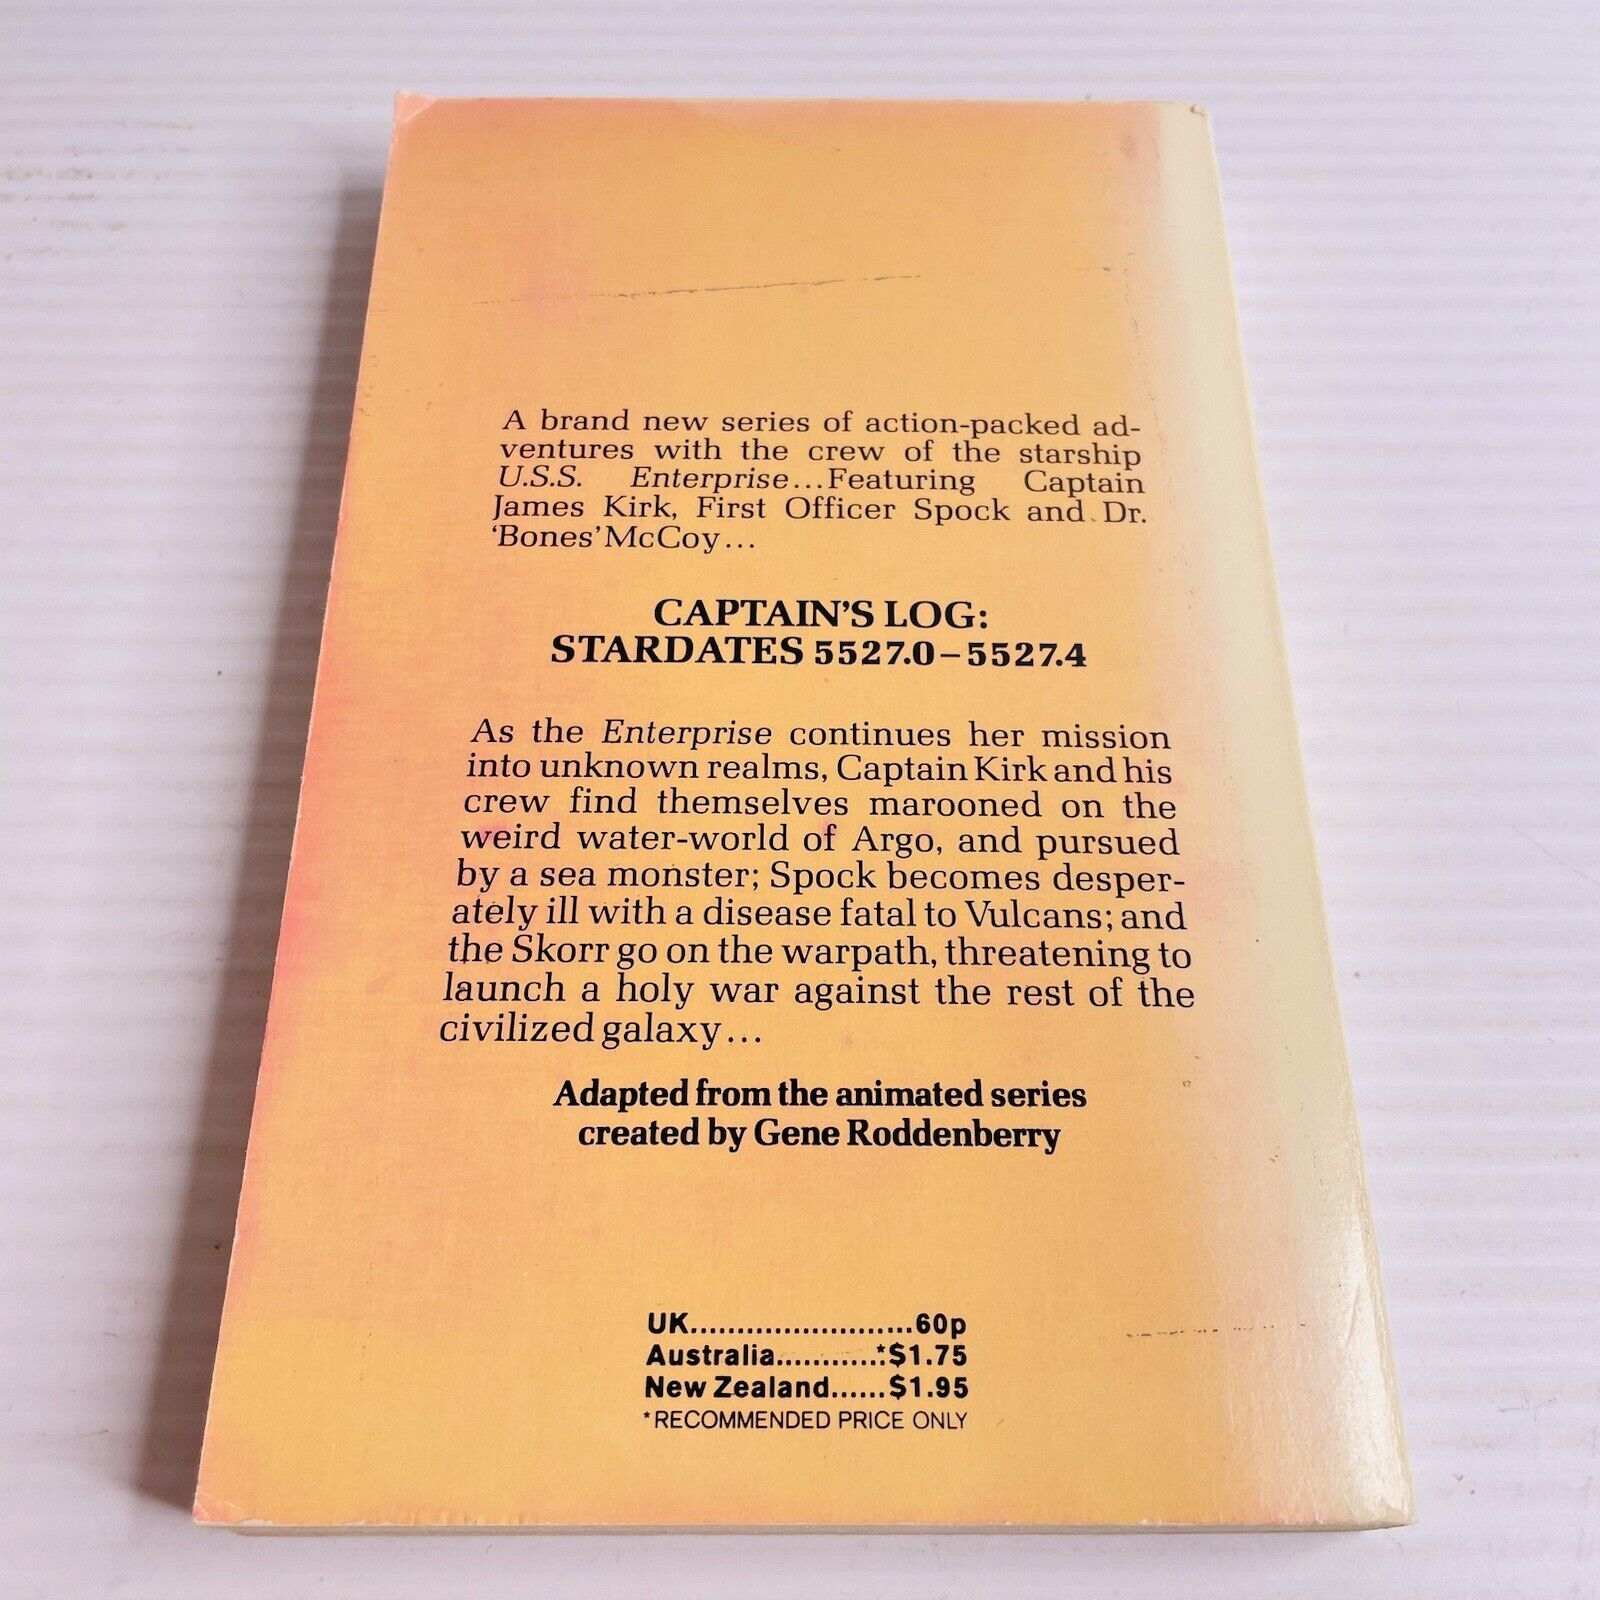 A brand new series of action-packed ad-
ventures with the crew of the starship
U.S.S. Enterprise...Featuring Captain
James Kirk, First Officer Spock and Dr.
‘Bones’ McCoy...
CAPTAIN’S LOG:
STARDATES 5527.0–5527.4
As the Enterprise continues her mission
into unknown realms, Captain Kirk and his
crew find themselves marooned on the
weird water-world of Argo, and pursued
by a sea monster; Spock becomes desper-
ately ill with a disease fatal to Vulcans; and
the Skorr go on the warpath, threatening to
launch a holy war against the rest of the
civilized galaxy...
Adapted from the animated series
created by Gene Roddenberry
UK........................60p
Australia...........*$1.75
New Zealand......$1.95
*RECOMMENDED PRICE ONLY